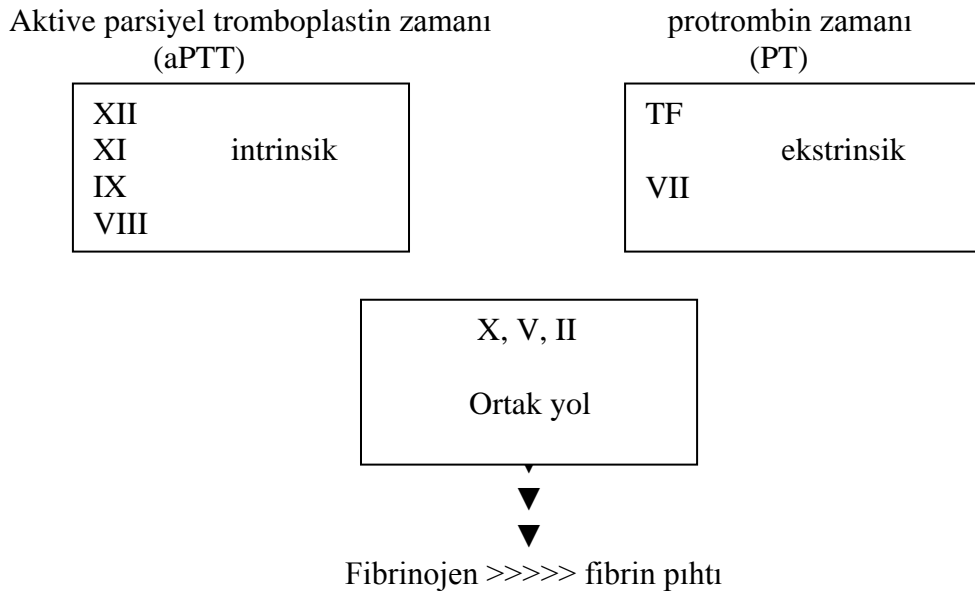 Aktive parsiyel tromboplastin zamanı
(aPTT)
protrombin zamanı
(PT)
XII
XI intrinsik
IX
VIII
TF
ekstrinsik
VII
X, V, II
Ortak yol
Fibrinojen >>>>> fibrin pıhtı